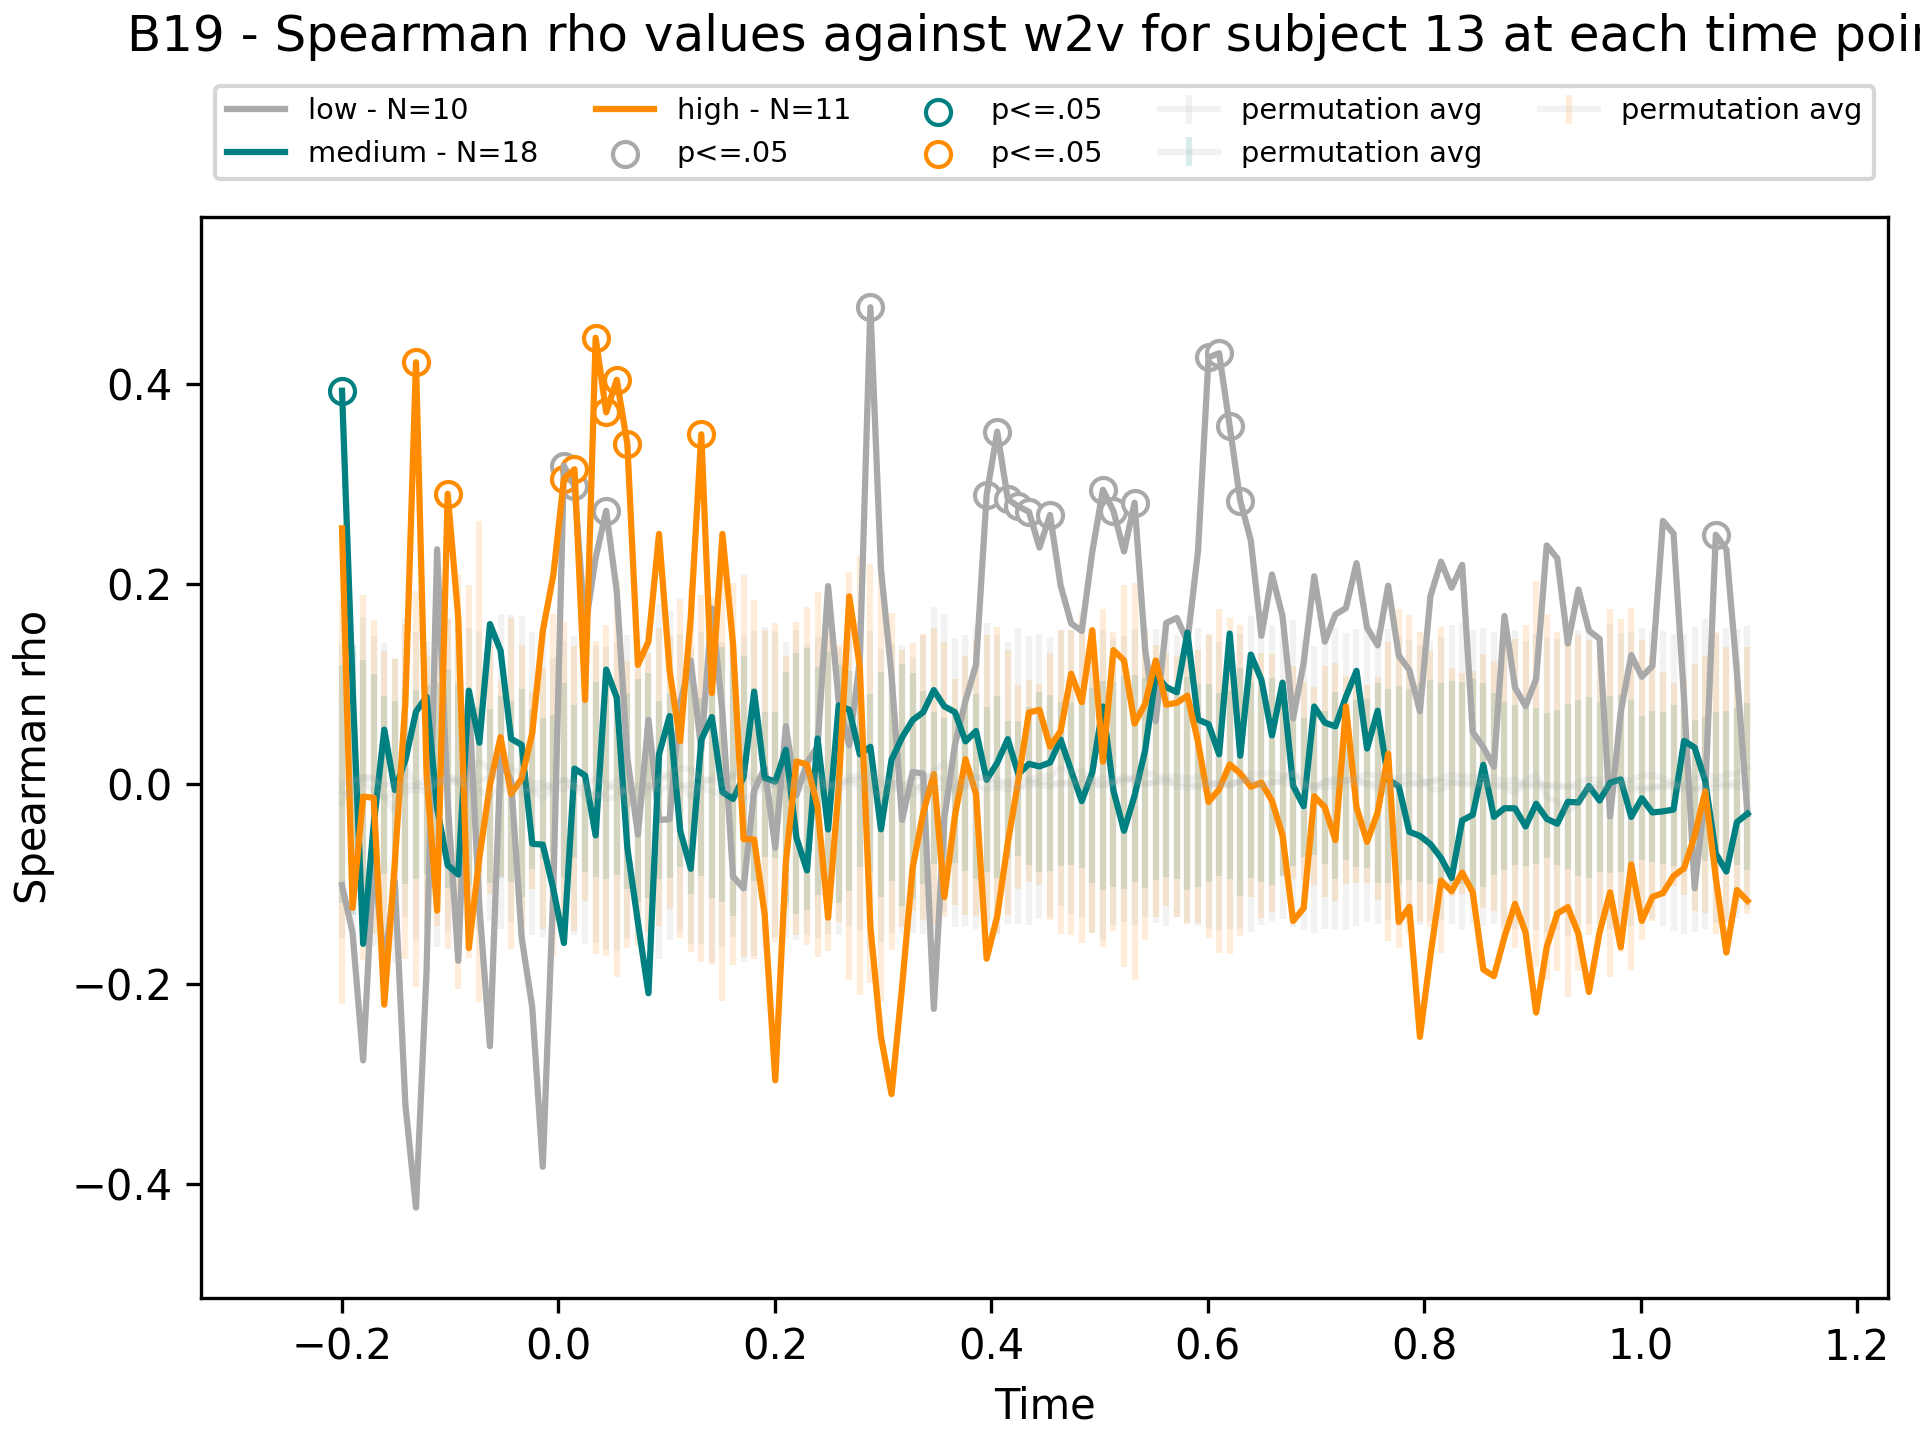 B19 - Spearman rho values against w2v for subject 13 at each time
low - N=10 high - N=11 p<=.05 permutation avg permutation avg
medium - N=18 p<=.05 p<=.05 permutation avg
Spearman rho
0.4
0.2
0.0
−0.2
−0.4
−0.2 0.0 0.2 0.4 0.6 0.8 1.0 1.2
Time